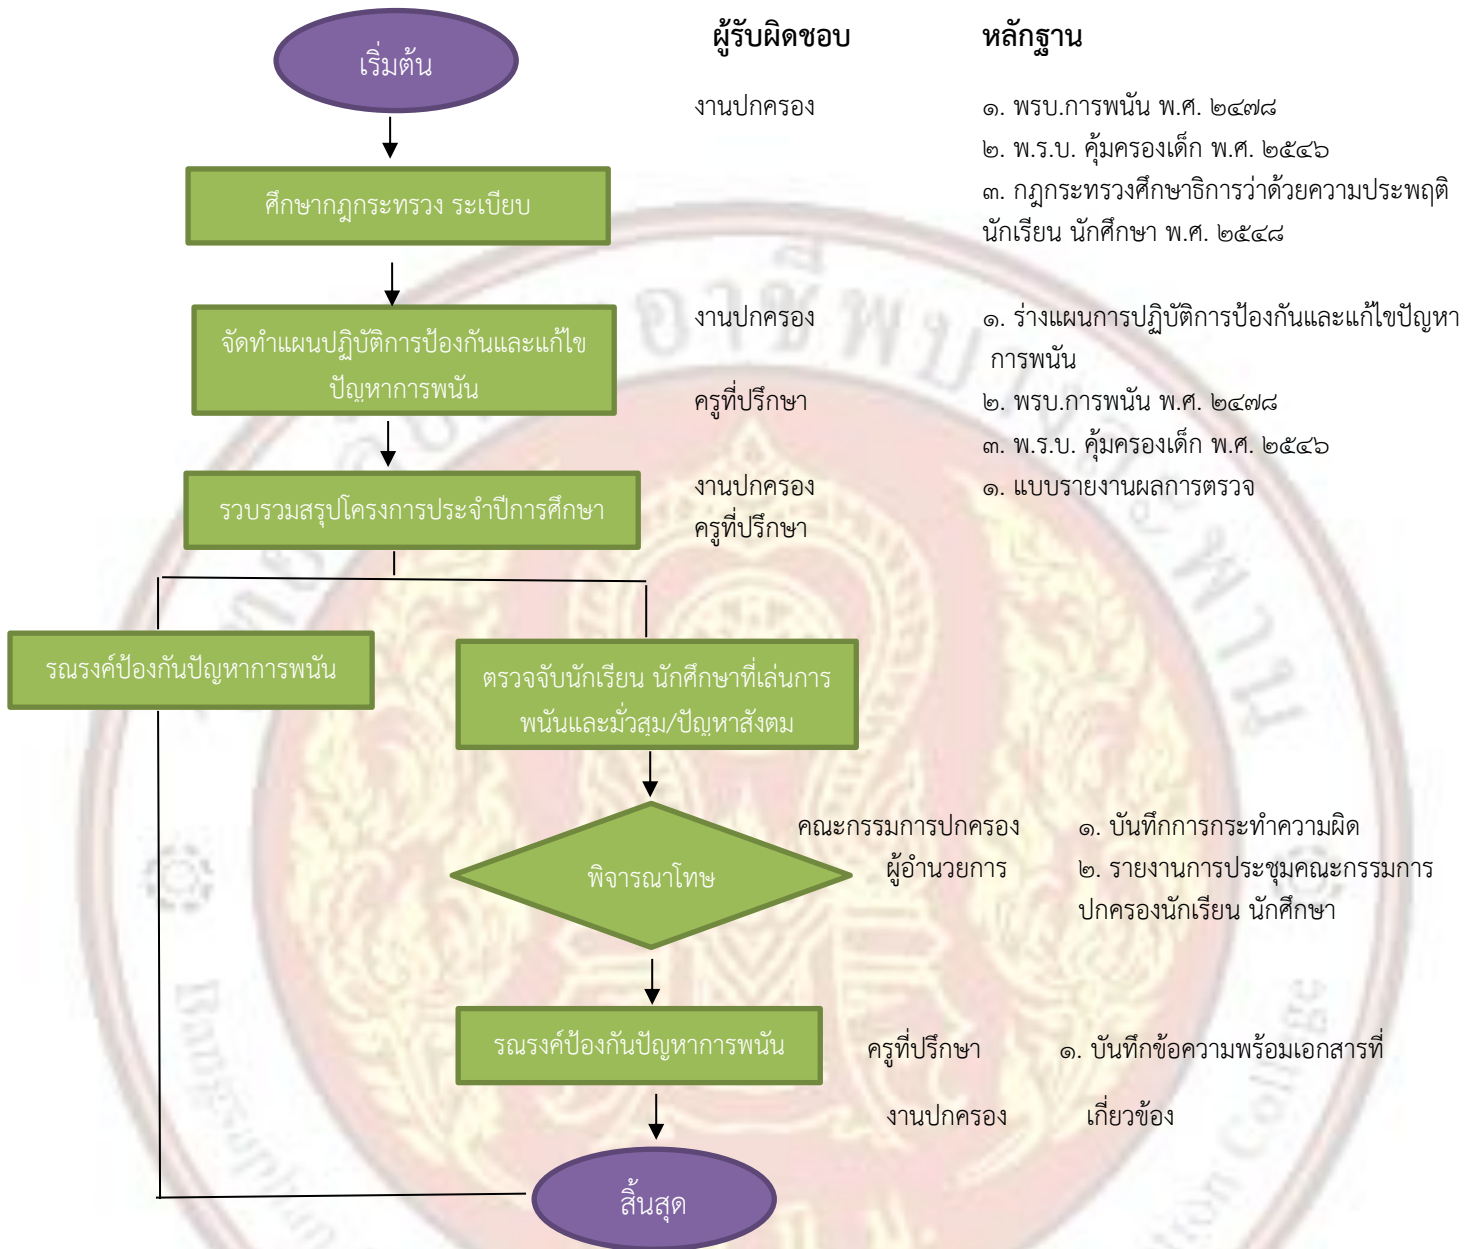 เริ่มต้น
ผู้รับผิดชอบ
หลักฐาน
งานปกครอง
๑. พรบ.การพนัน พ.ศ. ๒๔๗๘
๒. พ.ร.บ. คุ้มครองเด็ก พ.ศ. ๒๕๔๖
๓. กฎกระทรวงศึกษาธิการว่าด้วยความประพฤติ
นักเรียน นักศึกษา พ.ศ. ๒๕๔๘
ศึกษากฎกระทรวง ระเบียบ
จัดทำแผนปฏิบัติการป้องกันและแก้ไข
ปัญหาการพนัน
งานปกครอง
ครูที่ปรึกษา
๑. ร่างแผนการปฏิบัติการป้องกันและแก้ไขปัญหา
การพนัน
๒. พรบ.การพนัน พ.ศ. ๒๔๗๘
๓. พ.ร.บ. คุ้มครองเด็ก พ.ศ. ๒๕๔๖
รวบรวมสรุปโครงการประจำปีการศึกษา
งานปกครอง
ครูที่ปรึกษา
๑. แบบรายงานผลการตรวจ
รณรงค์ป้องกันปัญหาการพนัน
ตรวจจับนักเรียน นักศึกษาที่เล่นการ
พนันและมั่วสุม/ปัญหาสังตม
พิจารณาโทษ
คณะกรรมการปกครอง
ผู้อำนวยการ
๑. บันทึกการกระทำความผิด
๒. รายงานการประชุมคณะกรรมการ
ปกครองนักเรียน นักศึกษา
รณรงค์ป้องกันปัญหาการพนัน
ครูที่ปรึกษา
งานปกครอง
๑. บันทึกข้อความพร้อมเอกสารที่
เกี่ยวข้อง
สิ้นสุด
College